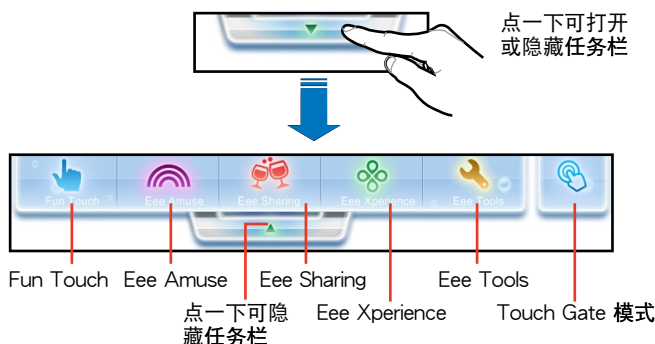 点一下可打开
或隐藏任务栏
Fun Touch Eee Amuse Eee Sharing Eee Xperience Eee Tools
Fun Touch Eee Amuse Eee Sharing Eee Tools
点一下可隐 Eee Xperience Touch Gate 模式
藏任务栏